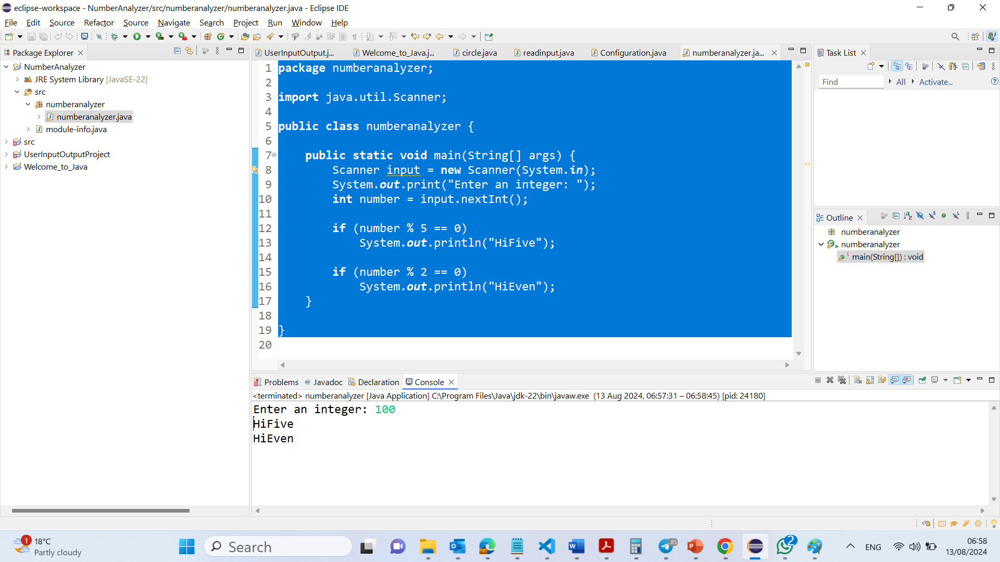 eclipse-workspace - NumberAnalyzer/src/numberanalyzer/numberanalyzer.java - Eclipse IDE
File Edit Source Refactor Source Navigate Search Project Run Window Help
Package Explorer
NumberAnalyzer
JRE System Library [JavaSE-22]
src
numberanalyzer
numberanalyzer.java
module-info.java
src
UserInputOutputProject
Welcome_to_Java
UserInputOutput.j... Welcome_to_Java.j... circle.java readinput.java Configuration.java numberanalyzer.ja...
1 package numberanalyzer;
2
3 import java.util.Scanner;
4
5 public class numberanalyzer {
6
7 public static void main(String[] args) {
8 Scanner input = new Scanner(System.in);
9 System.out.print("Enter an integer: ");
10 int number = input.nextInt();
11
12 if (number % 5 == 0)
13 System.out.println("HiFive");
14
15 if (number % 2 == 0)
16 System.out.println("HiEven");
17 }
18
19 }
20
Task List
Find All Activate...
Outline
numberanalyzer
numberanalyzer
main(String[]) : void
Problems Javadoc Declaration Console
<terminated> numberanalyzer [Java Application] C:\Program Files\Java\jdk-22\bin\javaw.exe (13 Aug 2024, 06:57:31 – 06:58:45) [pid: 24180]
Enter an integer: 100
HiFive
HiEven
1
18°C
Partly cloudy
Search
85
2
ENG
06:58
13/08/2024